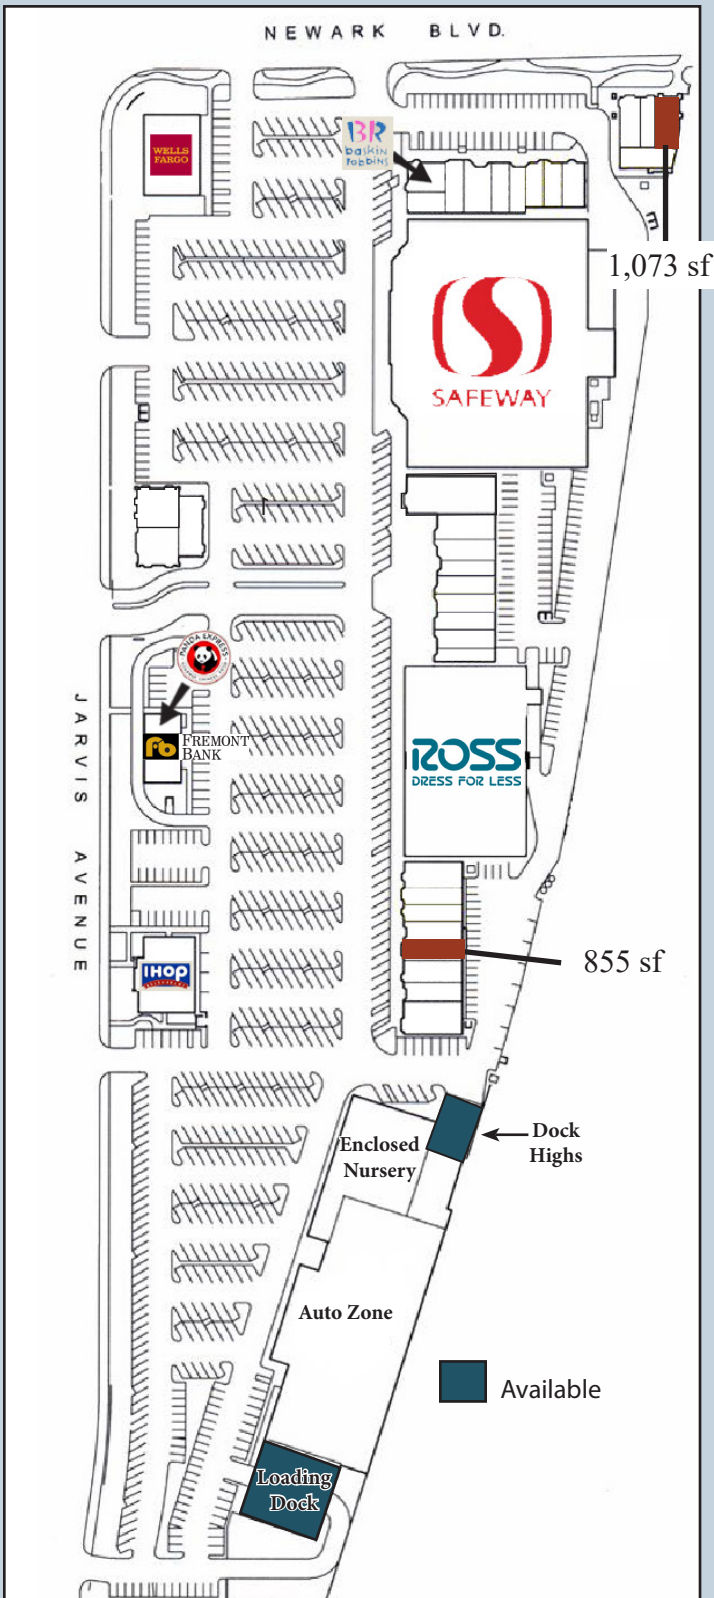 NEWARK BLVD.
WELLS
FARGO
BR
baskin
robbins
1,073 sf
SAFEWAY
PANDA EXPRESS
fb
FREMONT
BANK
JARVIS AVENUE
ROSS
DRESS FOR LESS
IHOP
855 sf
Enclosed
Nursery
Dock
Highs
Auto Zone
Available
Loading
Dock